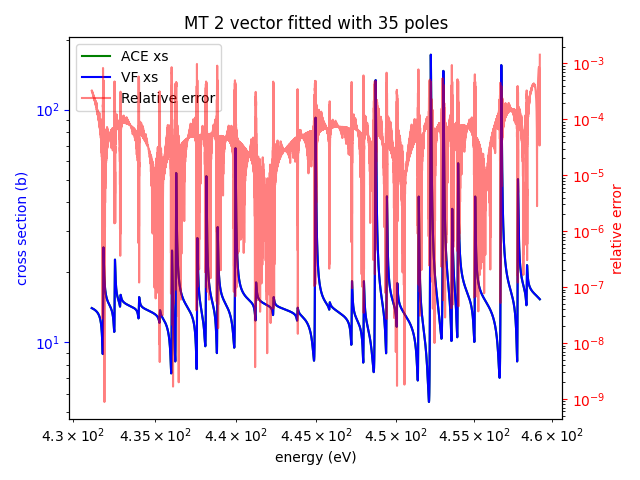 MT 2 vector fitted with 35 poles
ACE xs
VF xs
Relative error
cross section (b)
10²
10¹
relative error
10⁻³
10⁻⁴
10⁻⁵
10⁻⁶
10⁻⁷
10⁻⁸
10⁻⁹
4.3 × 10² 4.35 × 10² 4.4 × 10² 4.45 × 10² 4.5 × 10² 4.55 × 10² 4.6 × 10²
energy (eV)